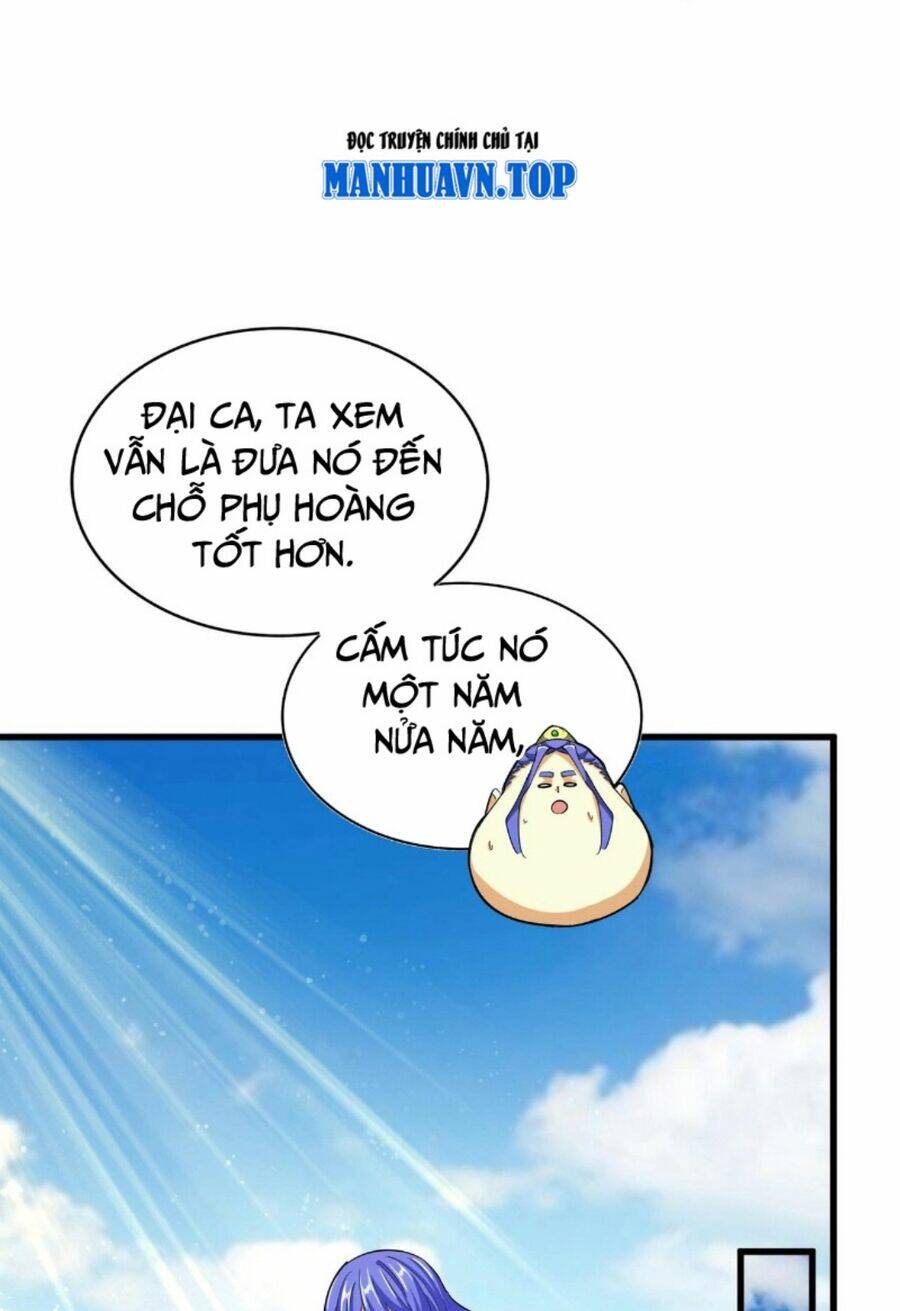 ĐỌC TRUYỆN CHÍNH CHỦ TẠI
MANHUAVN.TOP
ĐẠI CA, TA XEM
VẪN LÀ ĐƯA NÓ ĐẾN
CHỖ PHỤ HOÀNG
TỐT HƠN.
CẤM TÚC NÓ
MỘT NĂM
NỬA NĂM,